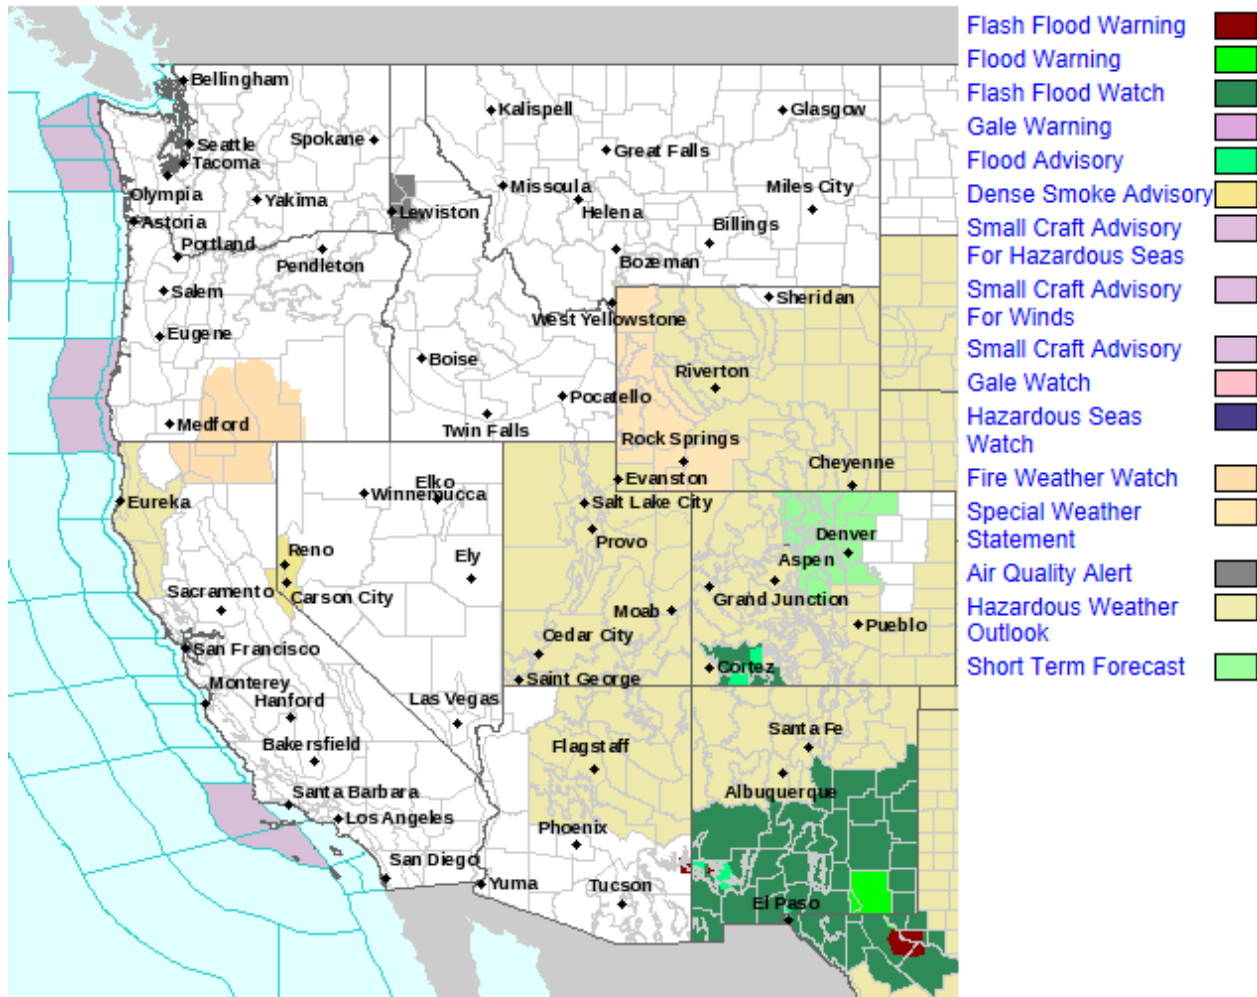 Flash Flood Warning
Flood Warning
Flash Flood Watch
Gale Warning
Flood Advisory
Dense Smoke Advisory
Small Craft Advisory
For Hazardous Seas
Small Craft Advisory
For Winds
Small Craft Advisory
Gale Watch
Hazardous Seas
Watch
Fire Weather Watch
Special Weather
Statement
Air Quality Alert
Hazardous Weather
Outlook
Short Term Forecast
Bellingham
Kalispell
Glasgow
Seattle
Spokane
Tacoma
Great Falls
Olympia
Yakima
Lewiston
Missoula
Helena
Miles City
Astoria
Portland
Pendleton
Billings
Bozeman
Salem
West Yellowstone
Sheridan
Eugene
Boise
Riverton
Medford
Twin Falls
Pocatello
Rock Springs
Cheyenne
Evanston
Eureka
Winnemucca
Elko
Salt Lake City
Provo
Denver
Reno
Ely
Aspen
Sacramento
Carson City
Moab
Grand Junction
Pueblo
San Francisco
Cedar City
Cortez
Monterey
Hanford
Las Vegas
Saint George
Bakersfield
Flagstaff
Santa Fe
Albuquerque
Santa Barbara
Los Angeles
Phoenix
San Diego
Yuma
Tucson
El Paso